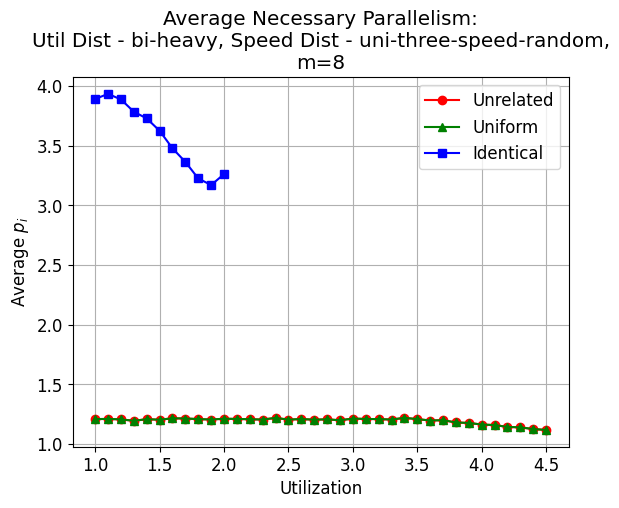 Average Necessary Parallelism:
Util Dist - bi-heavy, Speed Dist - uni-three-speed-random,
m=8
Unrelated
Uniform
Identical
Average pᵢ
4.0
3.5
3.0
2.5
2.0
1.5
1.0
1.0 1.5 2.0 2.5 3.0 3.5 4.0 4.5
Utilization